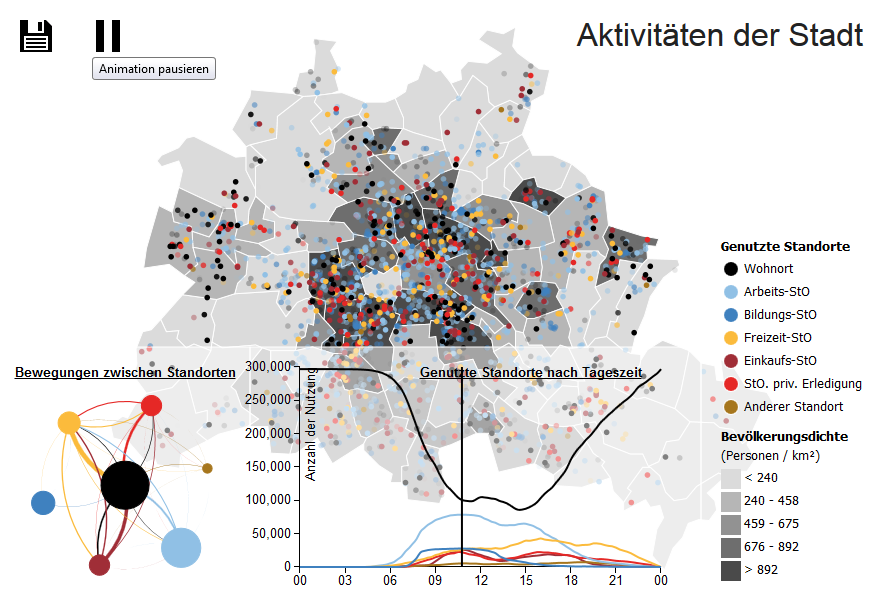 Aktivitäten der Stadt
Animation pausieren
Genutzte Standorte
Wohnort
Arbeits-StO
Bildungs-StO
Freizeit-StO
Einkaufs-StO
StO. priv. Erledigung
Anderer Standort
Bevölkerungsdichte
(Personen / km²)
< 240
240 - 458
459 - 675
676 - 892
> 892
Bewegungen zwischen Standorten
Genutzte Standorte nach Tageszeit
Anzahl der Nutzung
300,000
250,000
200,000
150,000
100,000
50,000
0
00 03 06 09 12 15 18 21 00